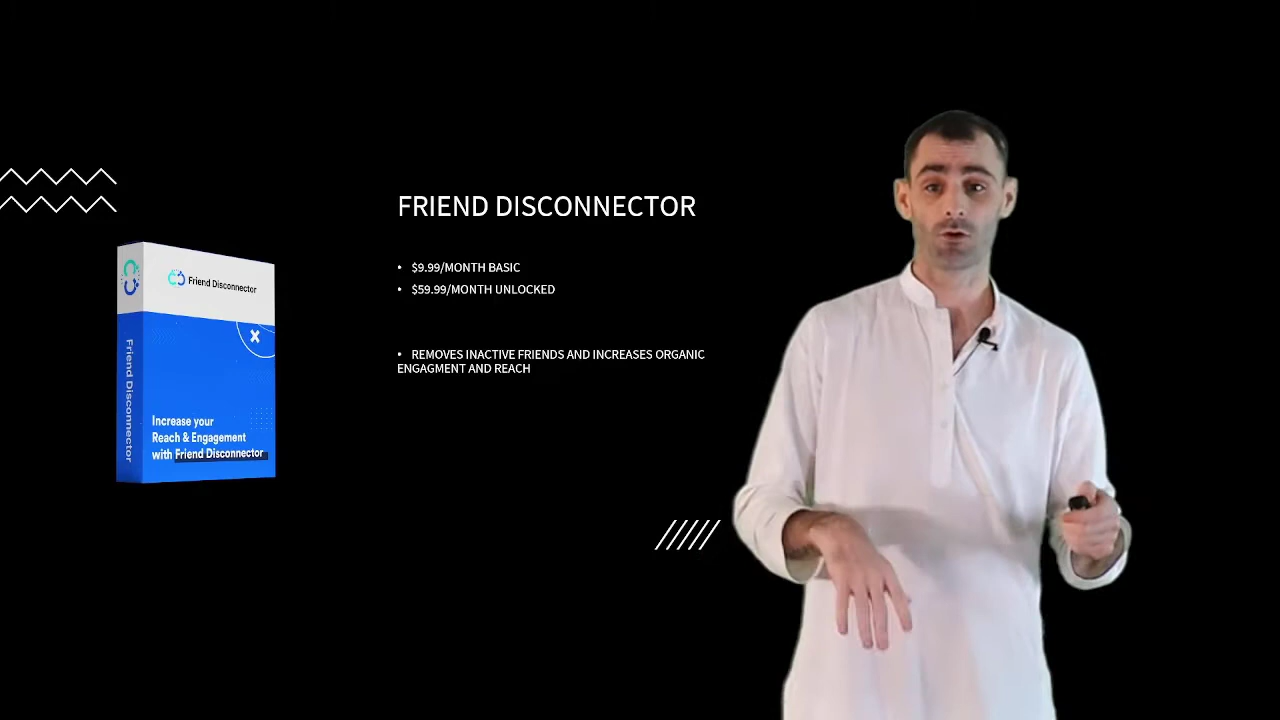 FRIEND DISCONNECTOR
• $9.99/MONTH BASIC
• $59.99/MONTH UNLOCKED
• REMOVES INACTIVE FRIENDS AND INCREASES ORGANIC
ENGAGMENT AND REACH
Friend Disconnector
Friend Disconnector
Increase your
Reach & Engagement
with Friend Disconnector